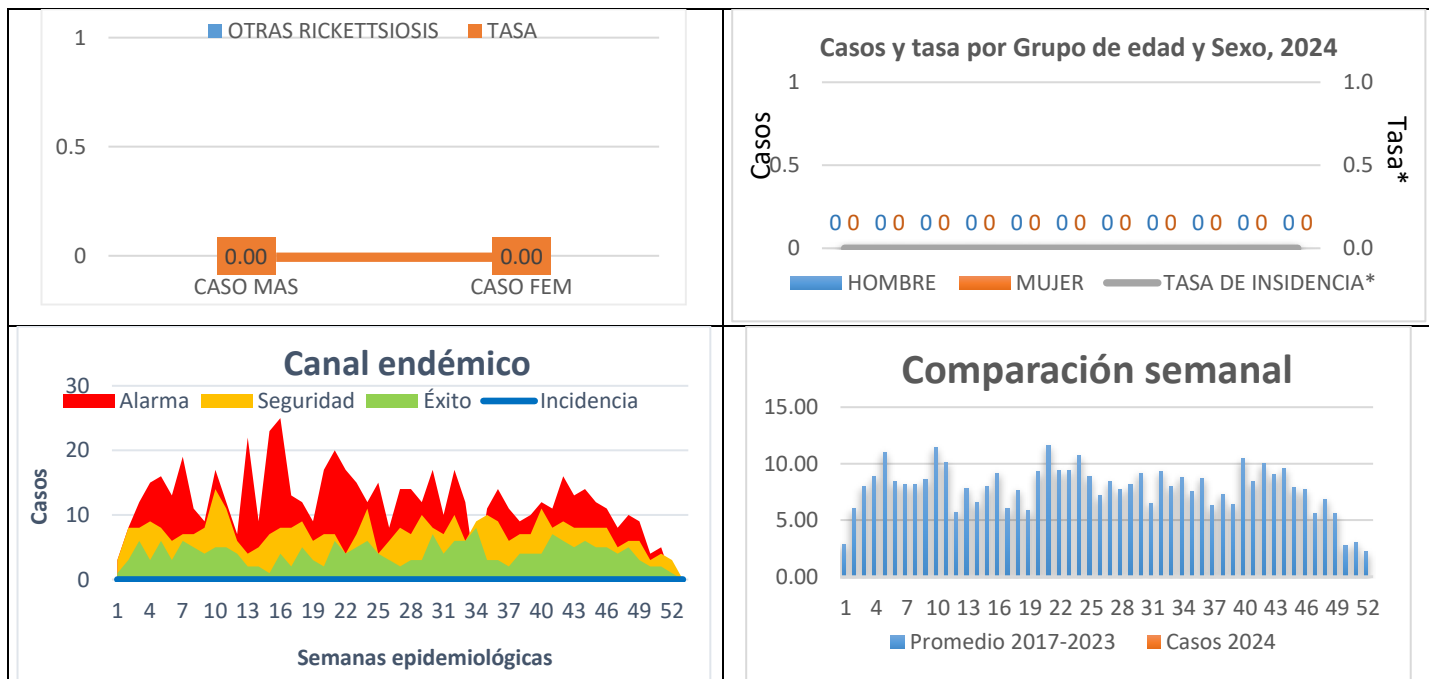 OTRAS RICKETTSIOSIS TASA
1
0.5
0
0.00 0.00
CASO MAS CASO FEM
Casos y tasa por Grupo de edad y Sexo, 2024
1 1.0
0.5 0.5
0 0.0
Casos
Tasa*
0 0 0 0 0 0 0 0 0 0 0 0 0 0 0 0 0 0 0 0 0 0
HOMBRE MUJER TASA DE INSIDENCIA*
Canal endémico
30
20
10
0
Alarma Seguridad Éxito Incidencia
Casos
1 4 7 10 13 16 19 22 25 28 31 34 37 40 43 46 49 52
Semanas epidemiológicas
Comparación semanal
15.00
10.00
5.00
0.00
1 4 7 10 13 16 19 22 25 28 31 34 37 40 43 46 49 52
Promedio 2017-2023 Casos 2024